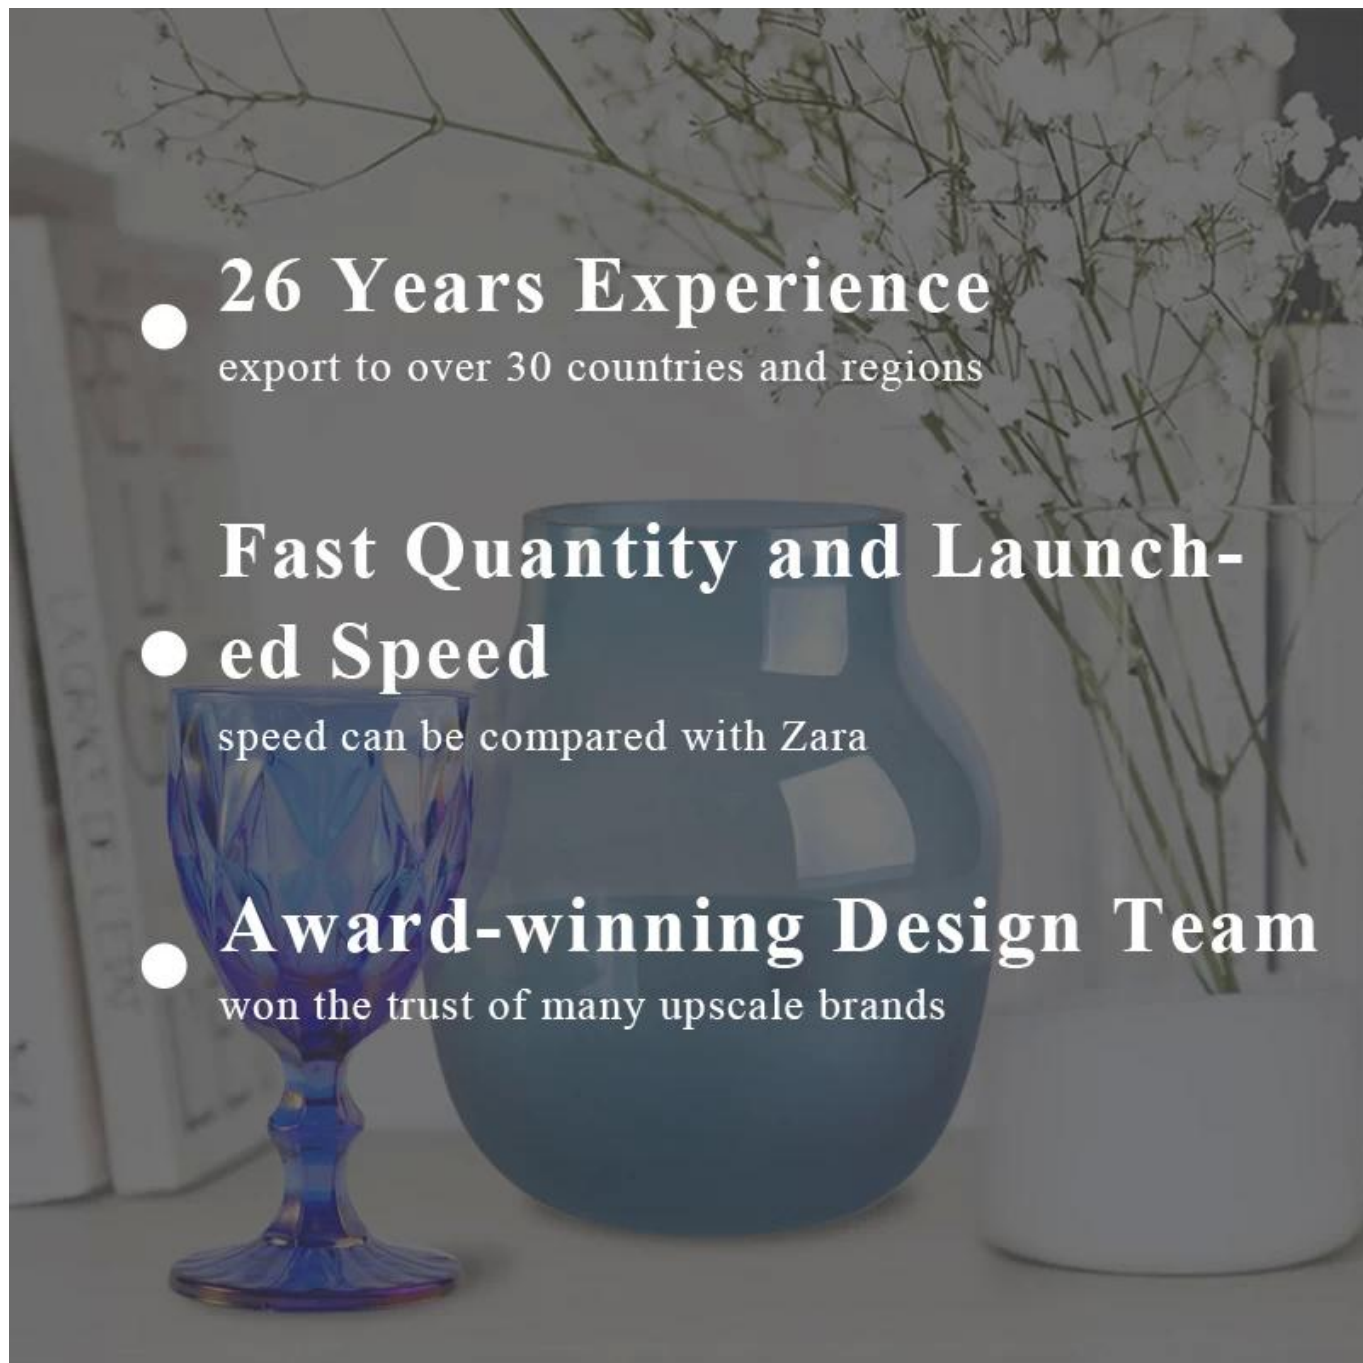 26 Years Experience
export to over 30 countries and regions
Fast Quantity and Launch-
ed Speed
speed can be compared with Zara
Award-winning Design Team
won the trust of many upscale brands